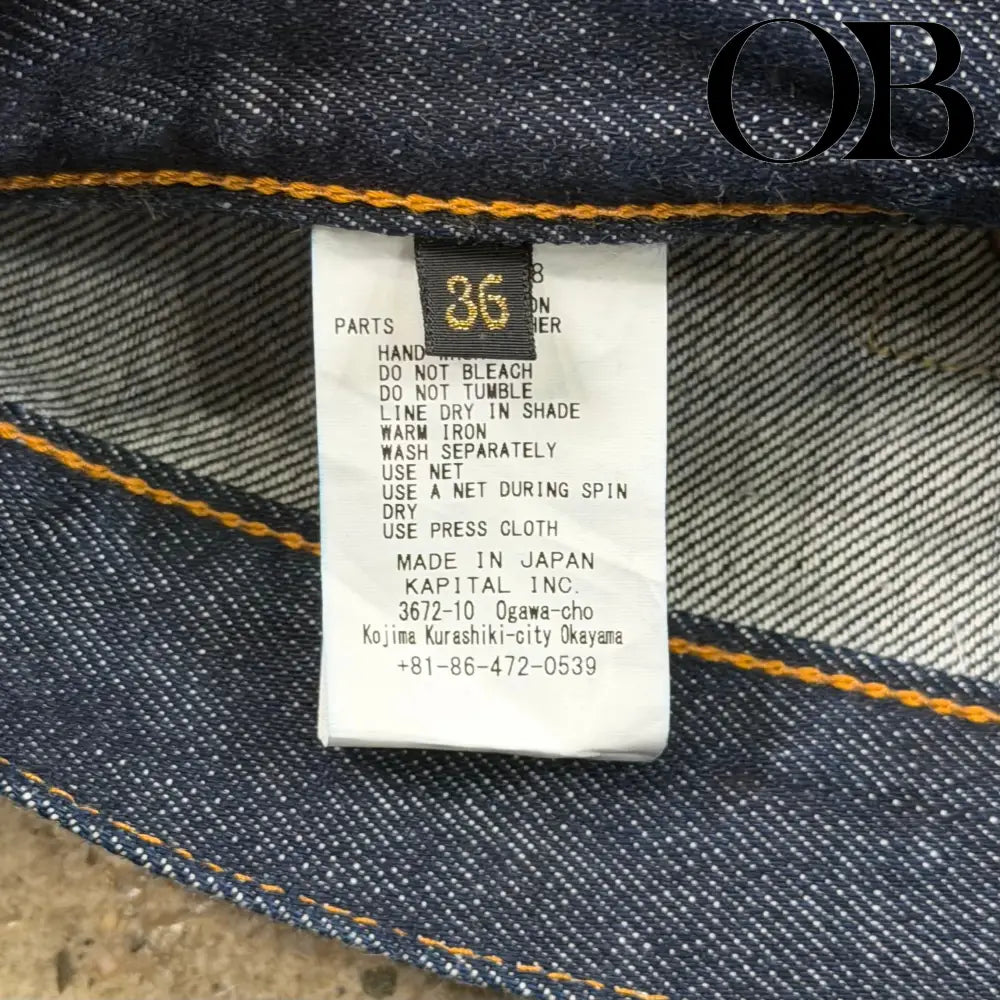 OB
36
8
PARTS
HAND
DO NOT BLEACH
DO NOT TUMBLE
LINE DRY IN SHADE
WARM IRON
WASH SEPARATELY
USE NET
USE A NET DURING SPIN
DRY
USE PRESS CLOTH
MADE IN JAPAN
KAPITAL INC.
3672-10 Ogawa-cho
Kojima Kurashiki-city Okayama
+81-86-472-0539